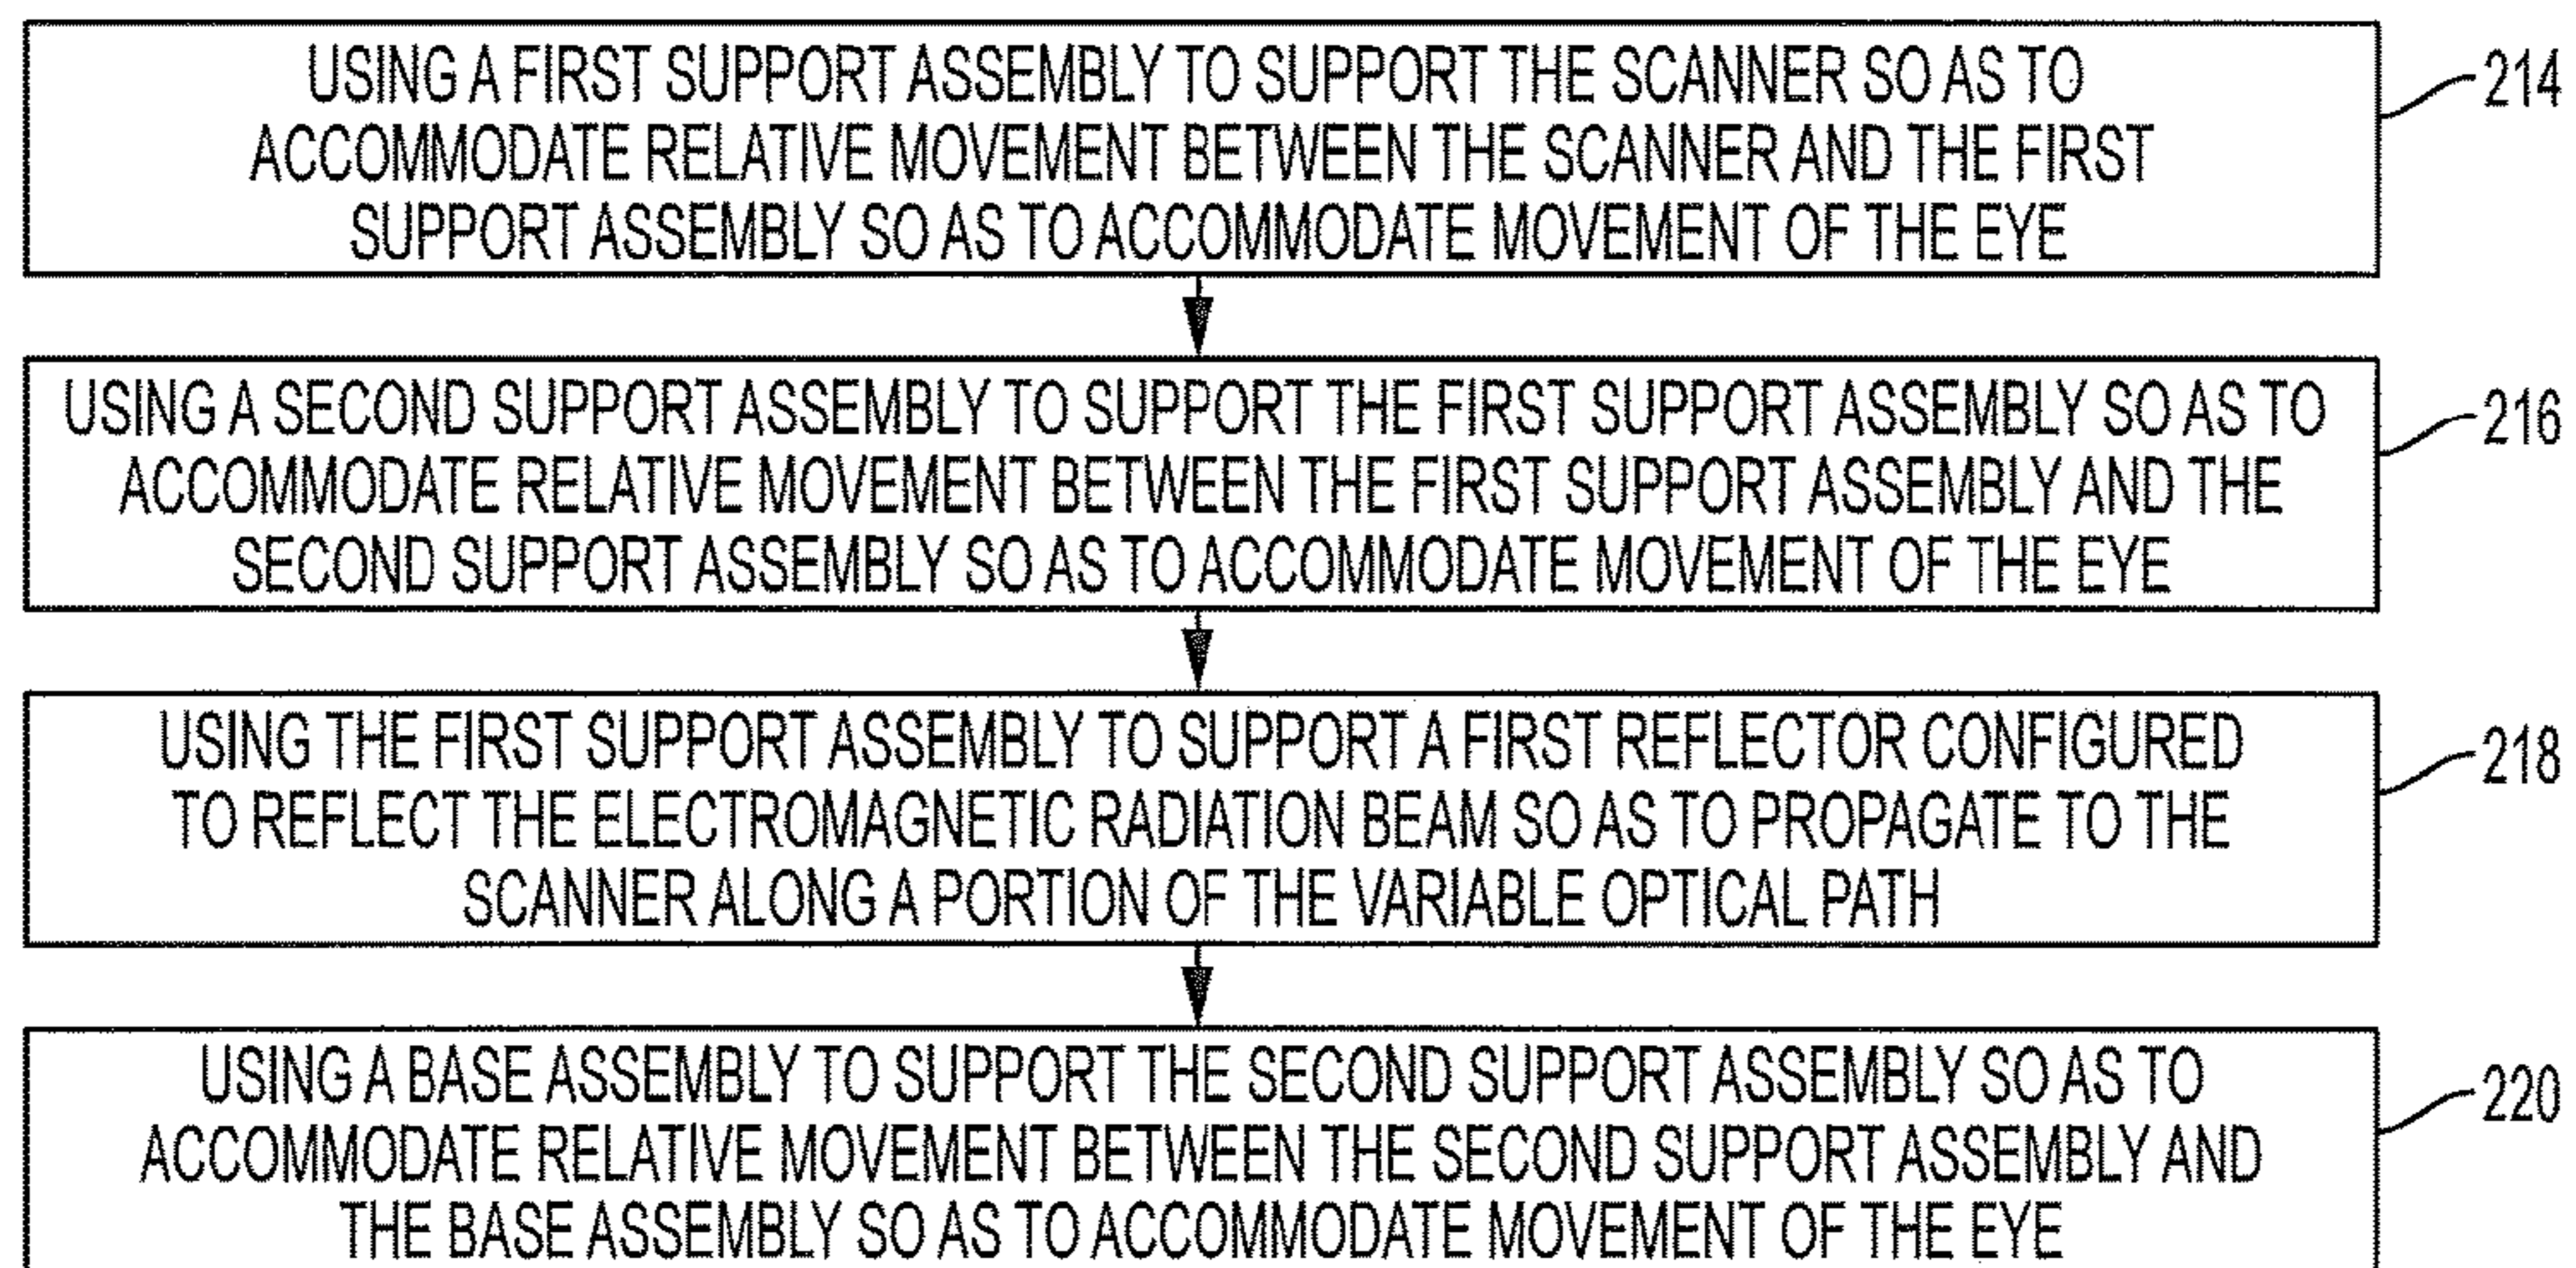 USING A FIRST SUPPORT ASSEMBLY TO SUPPORT THE SCANNER SO AS TO
ACCOMMODATE RELATIVE MOVEMENT BETWEEN THE SCANNER AND THE FIRST
SUPPORT ASSEMBLY SO AS TO ACCOMMODATE MOVEMENT OF THE EYE
214
USING A SECOND SUPPORT ASSEMBLY TO SUPPORT THE FIRST SUPPORT ASSEMBLY SO AS TO
ACCOMMODATE RELATIVE MOVEMENT BETWEEN THE FIRST SUPPORT ASSEMBLY AND THE
SECOND SUPPORT ASSEMBLY SO AS TO ACCOMMODATE MOVEMENT OF THE EYE
216
USING THE FIRST SUPPORT ASSEMBLY TO SUPPORT A FIRST REFLECTOR CONFIGURED
TO REFLECT THE ELECTROMAGNETIC RADIATION BEAM SO AS TO PROPAGATE TO THE
SCANNER ALONG A PORTION OF THE VARIABLE OPTICAL PATH
218
USING A BASE ASSEMBLY TO SUPPORT THE SECOND SUPPORT ASSEMBLY SO AS TO
ACCOMMODATE RELATIVE MOVEMENT BETWEEN THE SECOND SUPPORT ASSEMBLY AND
THE BASE ASSEMBLY SO AS TO ACCOMMODATE MOVEMENT OF THE EYE
220